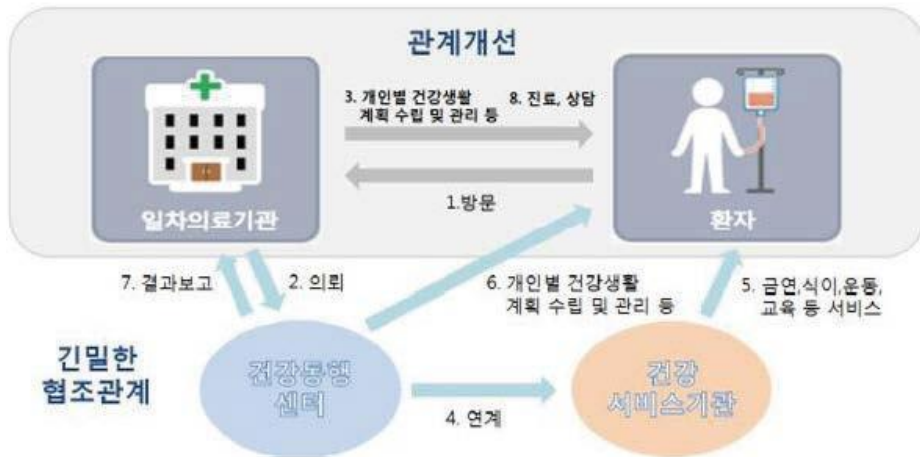 관계개선
3. 개인별 건강생활
계획 수립 및 관리 등
8. 진료, 상담
1.방문
일차의료기관
환자
7. 결과보고
2. 의뢰
6. 개인별 건강생활
계획 수립 및 관리 등
5. 금연,식이,운동,
교육 등 서비스
긴밀한
협조관계
건강동행
센터
4. 연계
건강
서비스기관